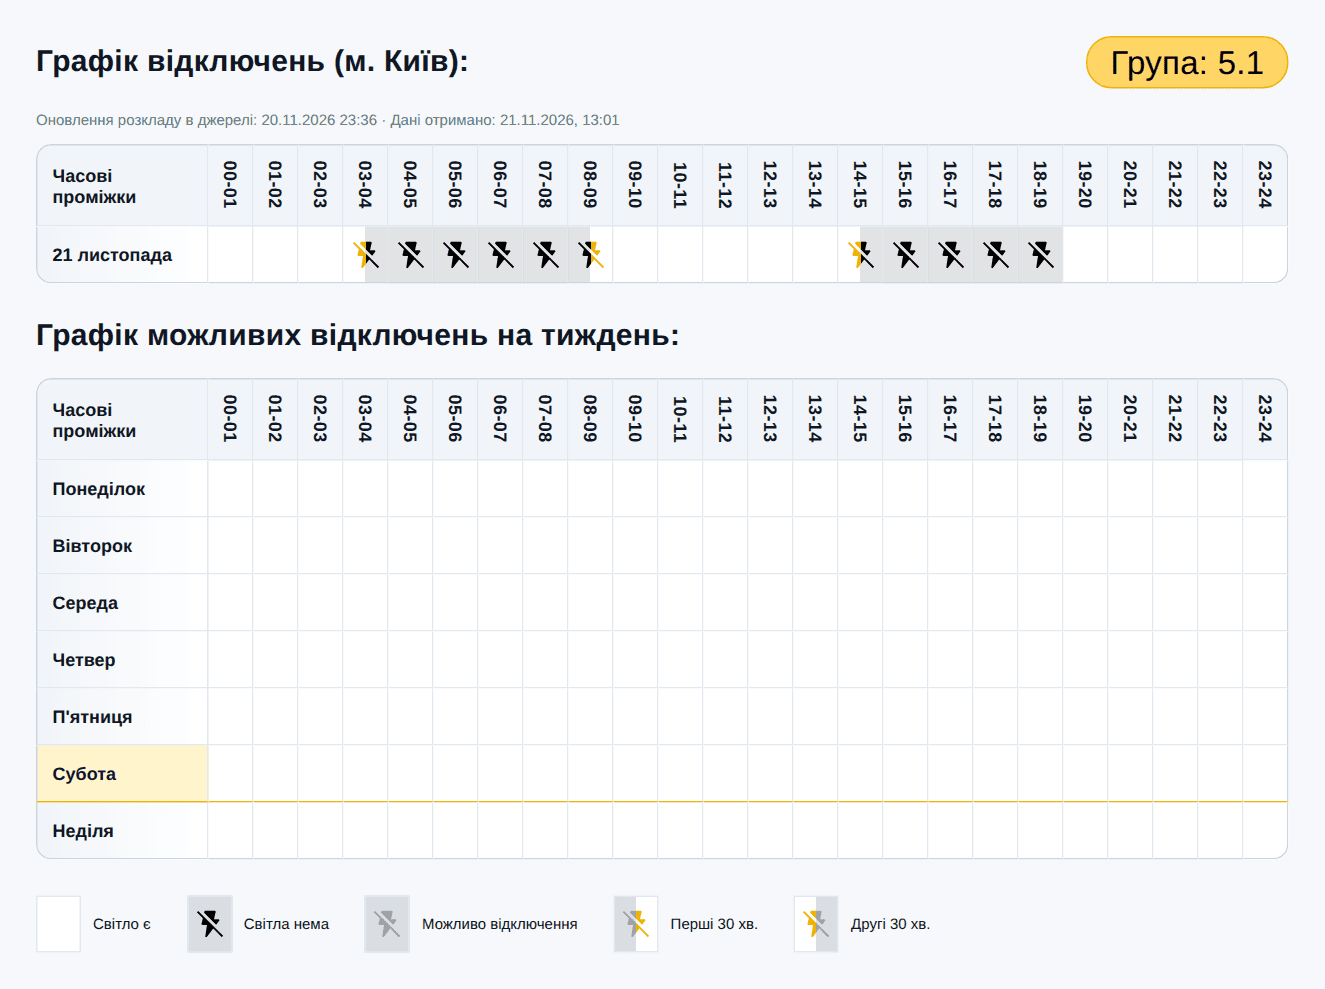 Графік відключень (м. Київ):
Група: 5.1
Оновлення розкладу в джерелі: 20.11.2026 23:36 · Дані отримано: 21.11.2026, 13:01
Часові проміжки 00-01 01-02 02-03 03-04 04-05 05-06 06-07 07-08 08-09 09-10 10-11 11-12 12-13 13-14 14-15 15-16 16-17 17-18 18-19 19-20 20-21 21-22 22-23 23-24
21 листопада
Графік можливих відключень на тиждень:
Часові проміжки 00-01 01-02 02-03 03-04 04-05 05-06 06-07 07-08 08-09 09-10 10-11 11-12 12-13 13-14 14-15 15-16 16-17 17-18 18-19 19-20 20-21 21-22 22-23 23-24
Понеділок
Вівторок
Середа
Четвер
П'ятниця
Субота
Неділя
Світло є Світла нема Можливо відключення Перші 30 хв. Другі 30 хв.